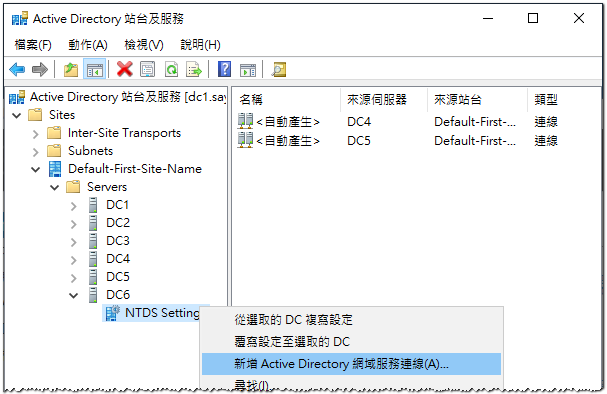 Active Directory 站台及服務
檔案(F) 動作(A) 檢視(V) 說明(H)
Active Directory 站台及服務 [dc1.say
Sites
Inter-Site Transports
Subnets
Default-First-Site-Name
Servers
DC1
DC2
DC3
DC4
DC5
DC6
NTDS Setting
名稱 來源伺服器 來源站台 類型
<自動產生> DC4 Default-First-... 連線
<自動產生> DC5 Default-First-... 連線
從選取的 DC 複寫設定
覆寫設定至選取的 DC
新增 Active Directory 網域服務連線(A)...
尋找(I)